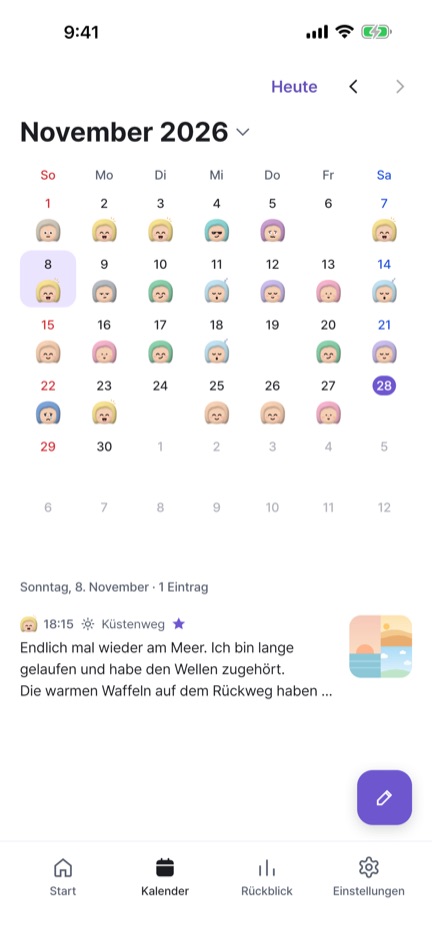 9:41
Heute
November 2026
So Mo Di Mi Do Fr Sa
1 2 3 4 5 6 7
8 9 10 11 12 13 14
15 16 17 18 19 20 21
22 23 24 25 26 27 28
29 30 1 2 3 4 5
6 7 8 9 10 11 12
Sonntag, 8. November · 1 Eintrag
18:15 Küstenweg
Endlich mal wieder am Meer. Ich bin lange
gelaufen und habe den Wellen zugehört.
Die warmen Waffeln auf dem Rückweg haben ...
Start Kalender Rückblick Einstellungen